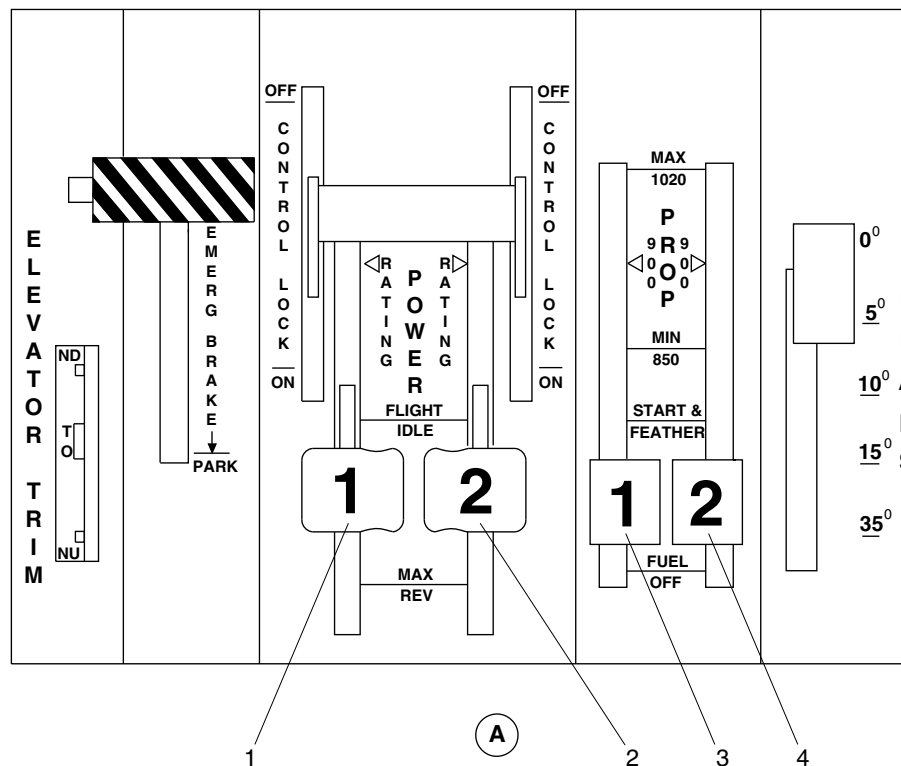 ELEVATOR TRIM
ND
TO
NU
EMERG BRAKE
PARK
OFF
CONTROL LOCK
ON
RATING
POWER
RATING
FLIGHT
IDLE
1
2
MAX
REV
OFF
CONTROL LOCK
ON
MAX
1020
PROP
900
900
MIN
850
START &
FEATHER
1
2
FUEL
OFF
0⁰
5⁰
10⁰
15⁰
35⁰
A
1
2
3
4